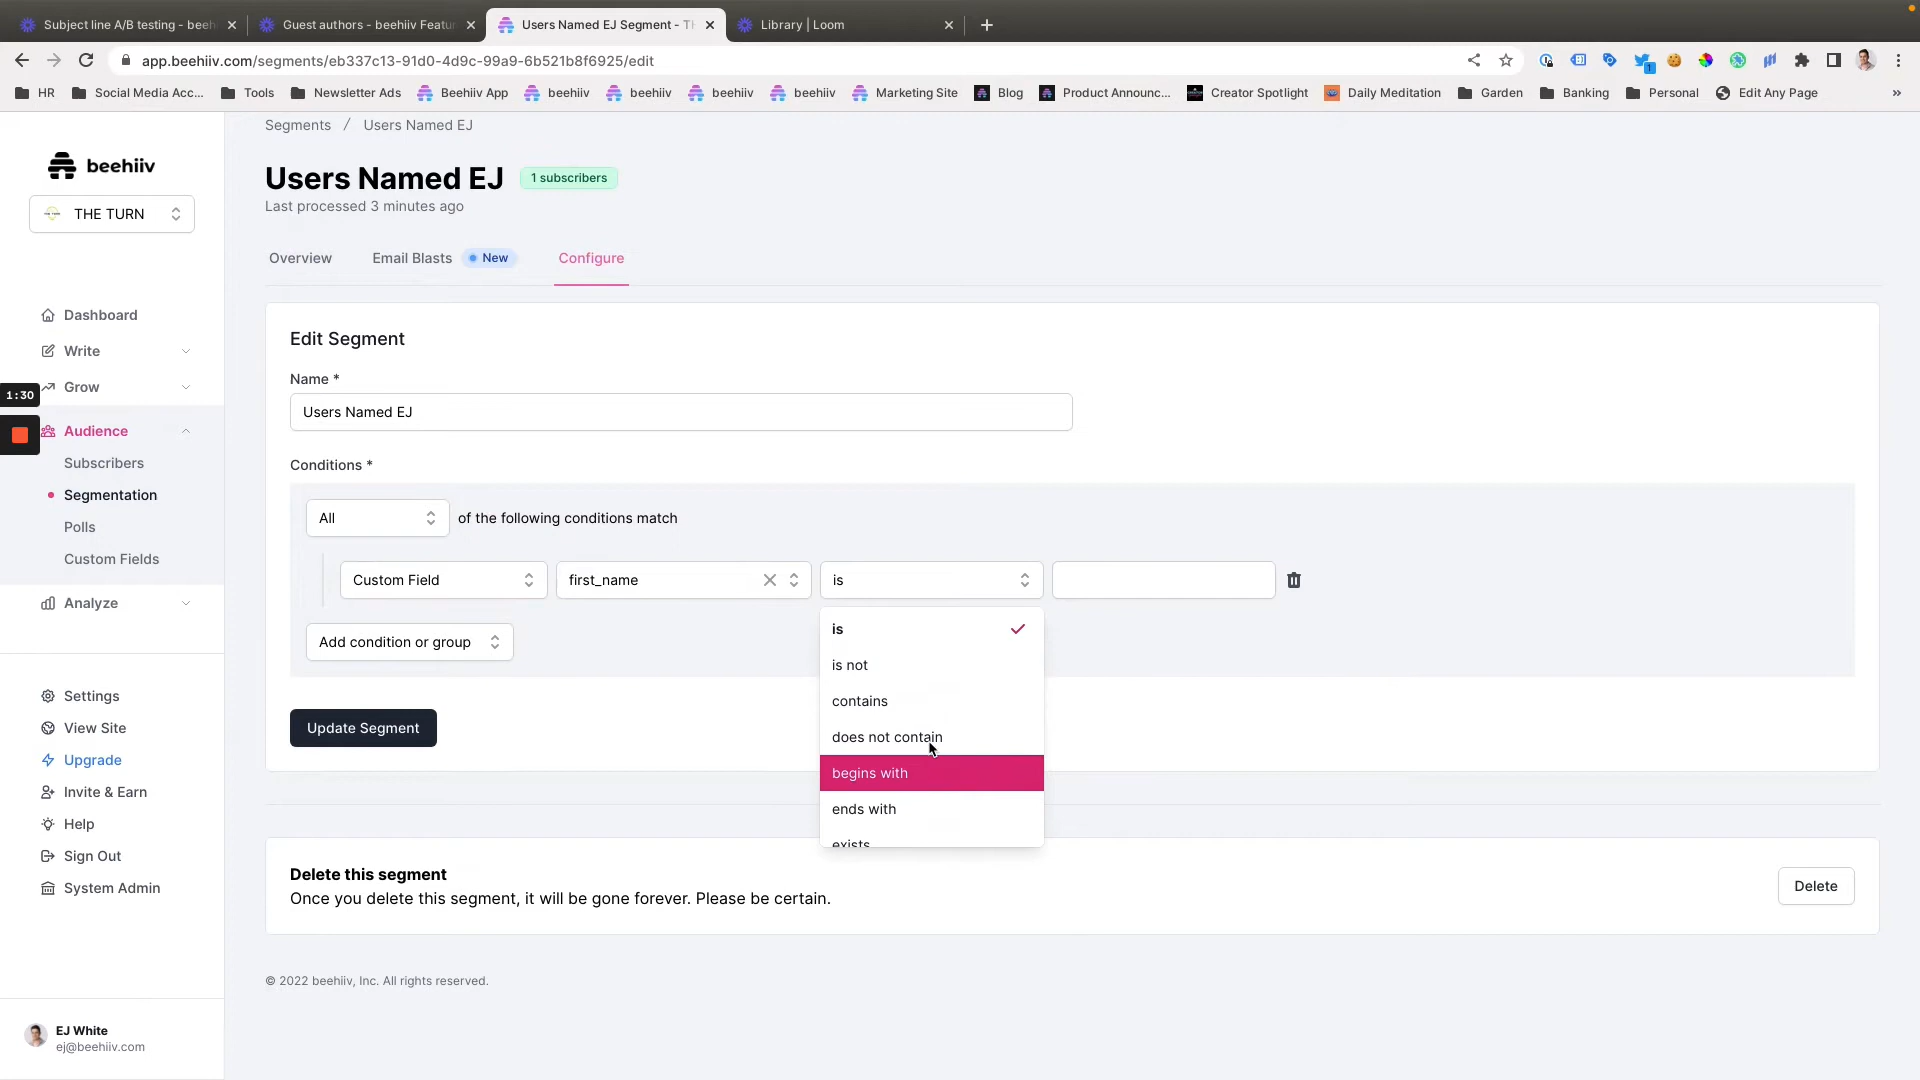 Subject line A/B testing - beeh
Guest authors - beehiiv Featur
Users Named EJ Segment - TH
Library | Loom
app.beehiiv.com/segments/eb337c13-91d0-4d9c-99a9-6b521b8f6925/edit
HR
Social Media Acc...
Tools
Newsletter Ads
Beehiiv App
beehiiv
beehiiv
beehiiv
beehiiv
Marketing Site
Blog
Product Announc...
Creator Spotlight
Daily Meditation
Garden
Banking
Personal
Edit Any Page
»
beehiiv
THE TURN
Dashboard
Write
Grow
1:30
Audience
Subscribers
Segmentation
Polls
Custom Fields
Analyze
Settings
View Site
Upgrade
Invite & Earn
Help
Sign Out
System Admin
EJ White
ej@beehiiv.com
Segments / Users Named EJ
Users Named EJ 1 subscribers
Last processed 3 minutes ago
Overview
Email Blasts New
Configure
Edit Segment
Name *
Users Named EJ
Conditions *
All of the following conditions match
Custom Field first_name is
is
is not
contains
does not contain
begins with
ends with
exists
Add condition or group
Update Segment
Delete this segment
Once you delete this segment, it will be gone forever. Please be certain.
Delete
© 2022 beehiiv, Inc. All rights reserved.